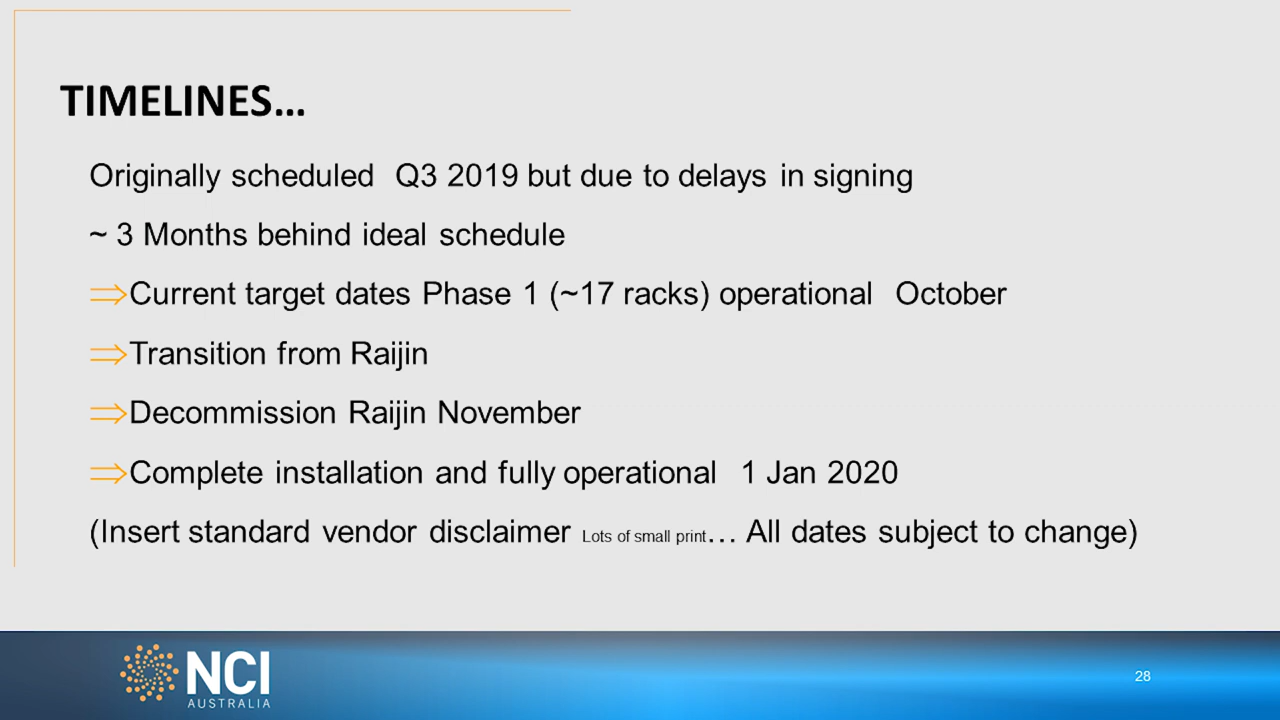 TIMELINES...
Originally scheduled Q3 2019 but due to delays in signing
~ 3 Months behind ideal schedule
⇒Current target dates Phase 1 (~17 racks) operational October
⇒Transition from Raijin
⇒Decommission Raijin November
⇒Complete installation and fully operational 1 Jan 2020
(Insert standard vendor disclaimer Lots of small print... All dates subject to change)
NCI
AUSTRALIA
28